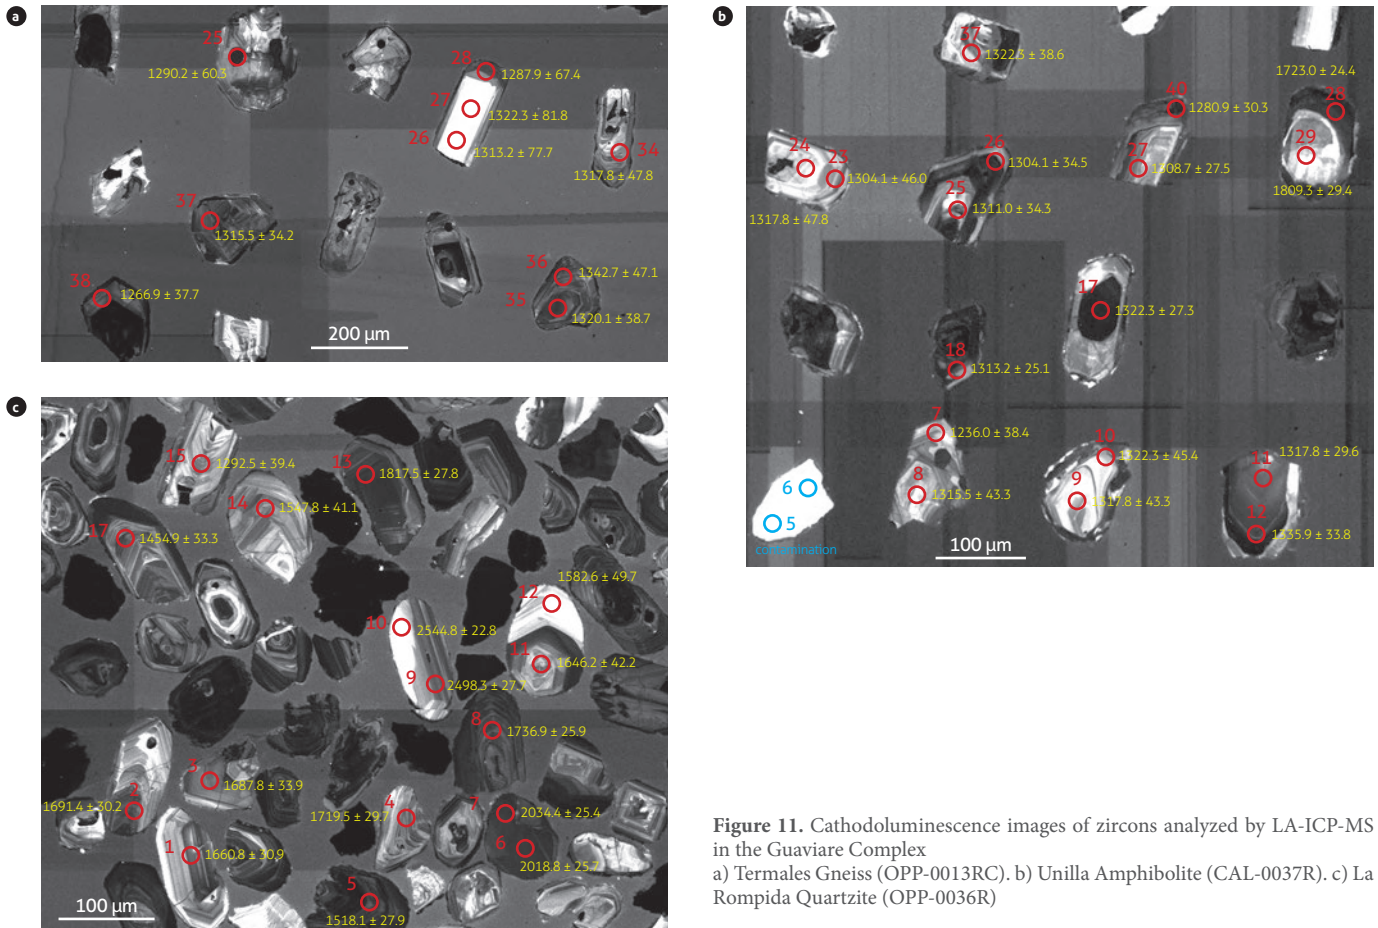 a
25
1290.2 ± 60.3
28
1287.9 ± 67.4
27
1322.3 ± 81.8
26
1313.2 ± 77.7
34
1317.8 ± 47.8
37
1315.5 ± 34.2
36
1342.7 ± 47.1
38
1266.9 ± 37.7
35
1320.1 ± 38.7
200 µm
b
37
1322.3 ± 38.6
1723.0 ± 24.4
40
1280.9 ± 30.3
28
24
23
1304.1 ± 46.0
1317.8 ± 47.8
26
1304.1 ± 34.5
25
1311.0 ± 34.3
27
1308.7 ± 27.5
29
1809.3 ± 29.4
17
1322.3 ± 27.3
18
1313.2 ± 25.1
7
1236.0 ± 38.4
8
1315.5 ± 43.3
10
1322.3 ± 45.4
9
1317.8 ± 43.3
1317.8 ± 29.6
11
12
1335.9 ± 33.8
6
5
contamination
100 µm
c
15
1292.5 ± 39.4
13
1817.5 ± 27.8
14
1547.8 ± 41.1
17
1454.9 ± 33.3
1582.6 ± 49.7
12
10
2544.8 ± 22.8
11
1646.2 ± 42.2
9
2498.3 ± 27.7
8
1736.9 ± 25.9
3
1687.8 ± 33.9
2
1691.4 ± 30.2
4
1719.5 ± 29.7
7
2034.4 ± 25.4
6
2018.8 ± 25.7
1
1660.8 ± 30.9
5
1518.1 ± 27.9
100 µm
Figure 11. Cathodoluminescence images of zircons analyzed by LA-ICP-MS
in the Guaviare Complex
a) Termales Gneiss (OPP-0013RC). b) Unilla Amphibolite (CAL-0037R). c) La
Rompida Quartzite (OPP-0036R)